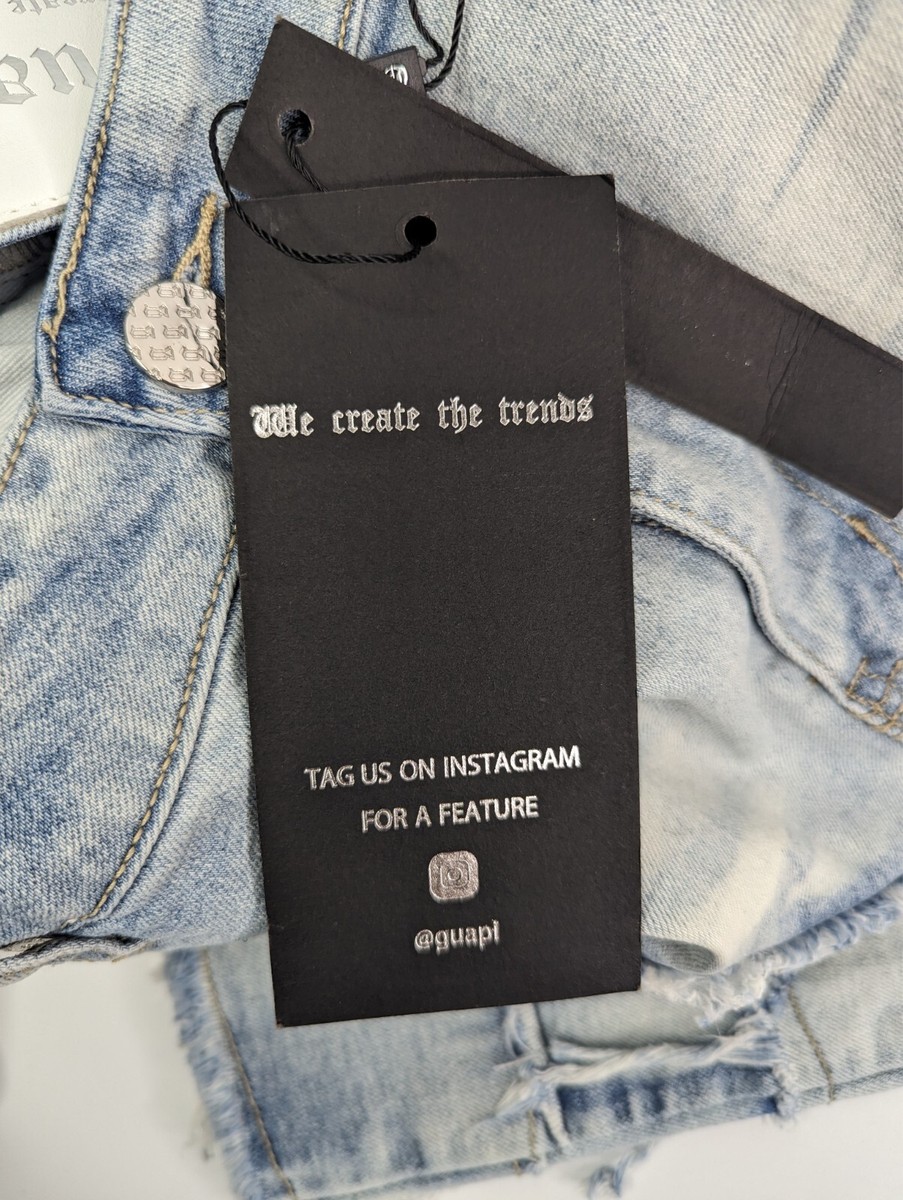 We create the trends
TAG US ON INSTAGRAM
FOR A FEATURE
@guapi